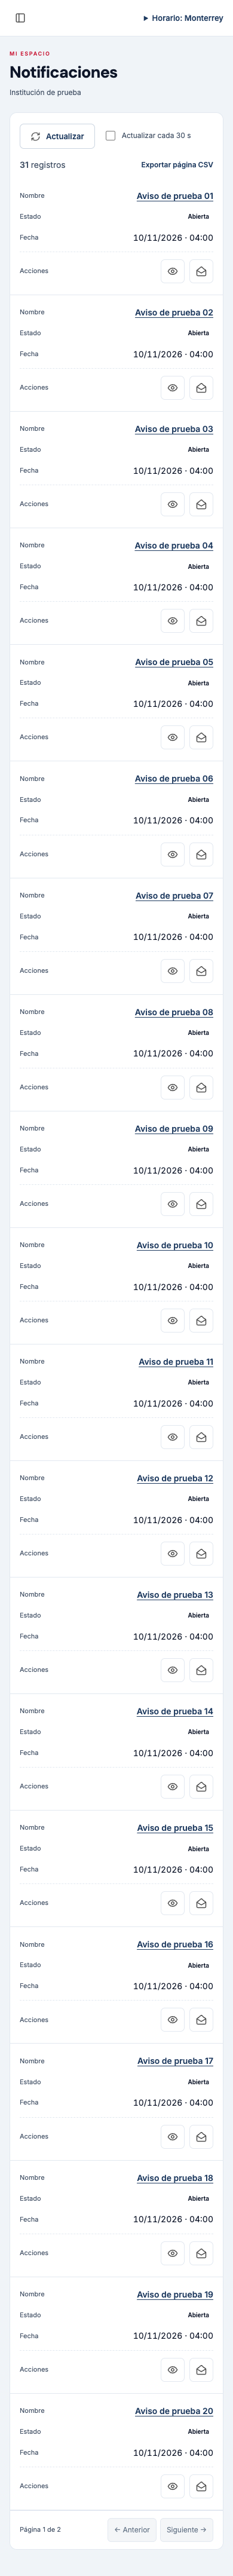 ▶ Horario: Monterrey
MI ESPACIO
Notificaciones
Institución de prueba
Actualizar Actualizar cada 30 s
31 registros Exportar página CSV
Nombre Aviso de prueba 01
Estado Abierta
Fecha 10/11/2026 · 04:00
Acciones
Nombre Aviso de prueba 02
Estado Abierta
Fecha 10/11/2026 · 04:00
Acciones
Nombre Aviso de prueba 03
Estado Abierta
Fecha 10/11/2026 · 04:00
Acciones
Nombre Aviso de prueba 04
Estado Abierta
Fecha 10/11/2026 · 04:00
Acciones
Nombre Aviso de prueba 05
Estado Abierta
Fecha 10/11/2026 · 04:00
Acciones
Nombre Aviso de prueba 06
Estado Abierta
Fecha 10/11/2026 · 04:00
Acciones
Nombre Aviso de prueba 07
Estado Abierta
Fecha 10/11/2026 · 04:00
Acciones
Nombre Aviso de prueba 08
Estado Abierta
Fecha 10/11/2026 · 04:00
Acciones
Nombre Aviso de prueba 09
Estado Abierta
Fecha 10/11/2026 · 04:00
Acciones
Nombre Aviso de prueba 10
Estado Abierta
Fecha 10/11/2026 · 04:00
Acciones
Nombre Aviso de prueba 11
Estado Abierta
Fecha 10/11/2026 · 04:00
Acciones
Nombre Aviso de prueba 12
Estado Abierta
Fecha 10/11/2026 · 04:00
Acciones
Nombre Aviso de prueba 13
Estado Abierta
Fecha 10/11/2026 · 04:00
Acciones
Nombre Aviso de prueba 14
Estado Abierta
Fecha 10/11/2026 · 04:00
Acciones
Nombre Aviso de prueba 15
Estado Abierta
Fecha 10/11/2026 · 04:00
Acciones
Nombre Aviso de prueba 16
Estado Abierta
Fecha 10/11/2026 · 04:00
Acciones
Nombre Aviso de prueba 17
Estado Abierta
Fecha 10/11/2026 · 04:00
Acciones
Nombre Aviso de prueba 18
Estado Abierta
Fecha 10/11/2026 · 04:00
Acciones
Nombre Aviso de prueba 19
Estado Abierta
Fecha 10/11/2026 · 04:00
Acciones
Nombre Aviso de prueba 20
Estado Abierta
Fecha 10/11/2026 · 04:00
Acciones
Página 1 de 2 ← Anterior Siguiente →